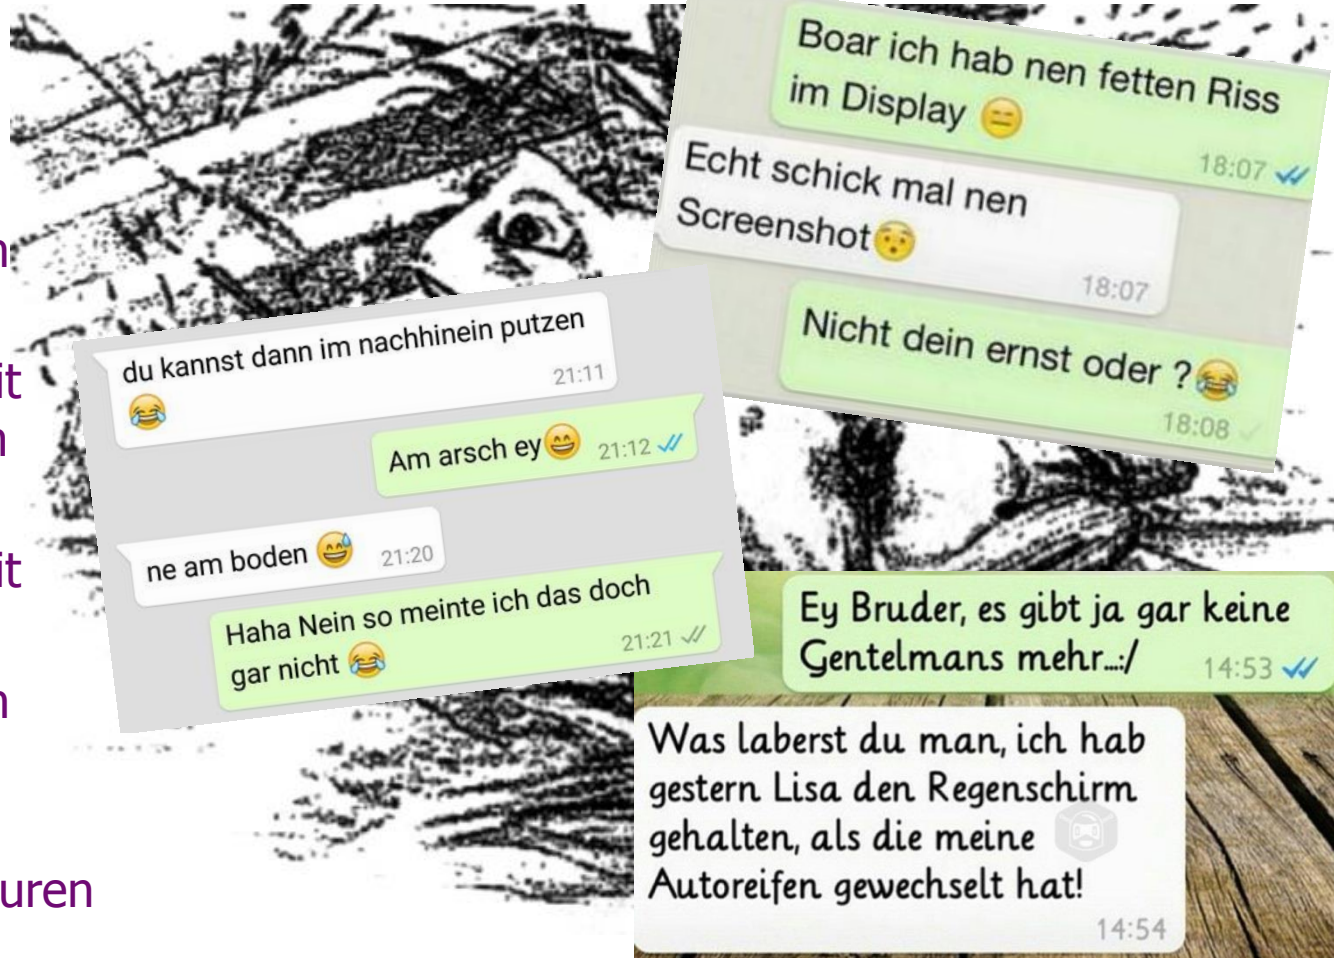 Boar ich hab nen fetten Riss
im Display 😑
18:07
Echt schick mal nen
Screenshot😯
18:07
Nicht dein ernst oder ?😂
18:08
du kannst dann im nachhinein putzen
😂
21:11
Am arsch ey😄 21:12
ne am boden 😅 21:20
Haha Nein so meinte ich das doch
gar nicht 😂
21:21
Ey Bruder, es gibt ja gar keine
Gentelmans mehr...:/
14:53
Was laberst du man, ich hab
gestern Lisa den Regenschirm
gehalten, als die meine
Autoreifen gewechselt hat!
14:54